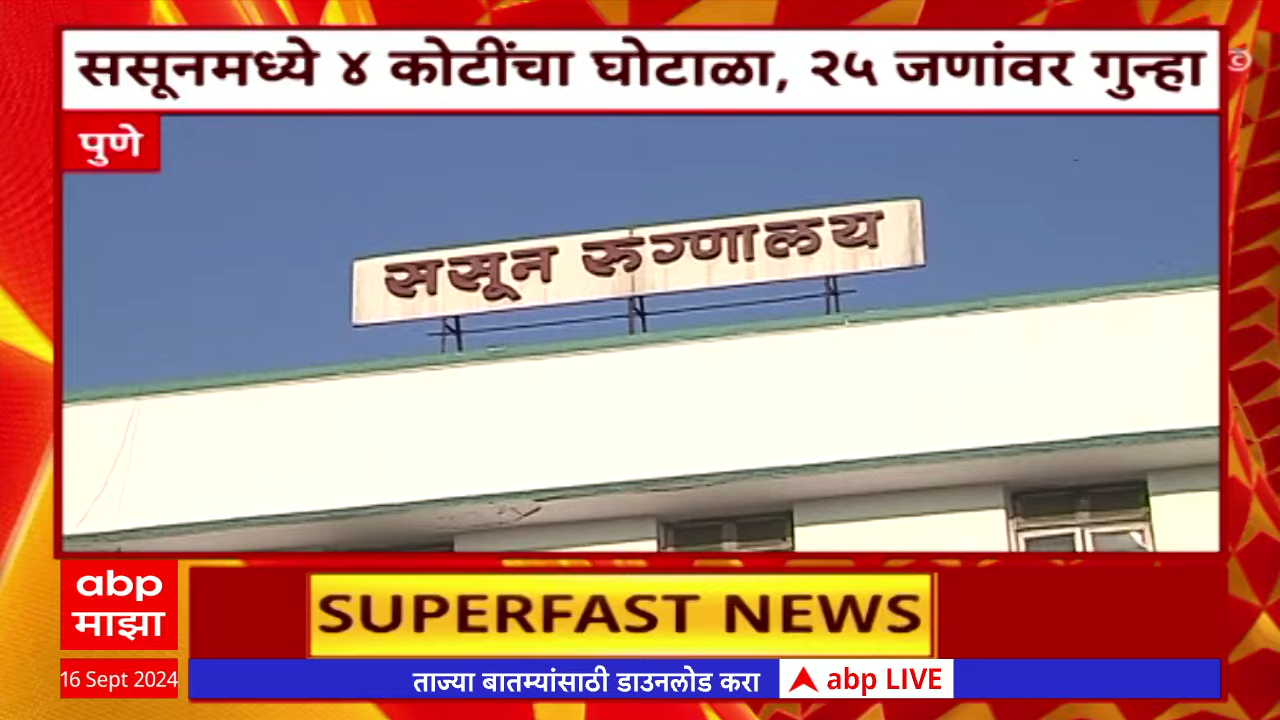 ससूनमध्ये ४ कोटींचा घोटाळा, २५ जणांवर गुन्हा
©
पुणे
ससून रुग्णालय
abp
माझा
SUPERFAST NEWS
16 Sept 2024
ताज्या बातम्यांसाठी डाउनलोड करा abp LIVE